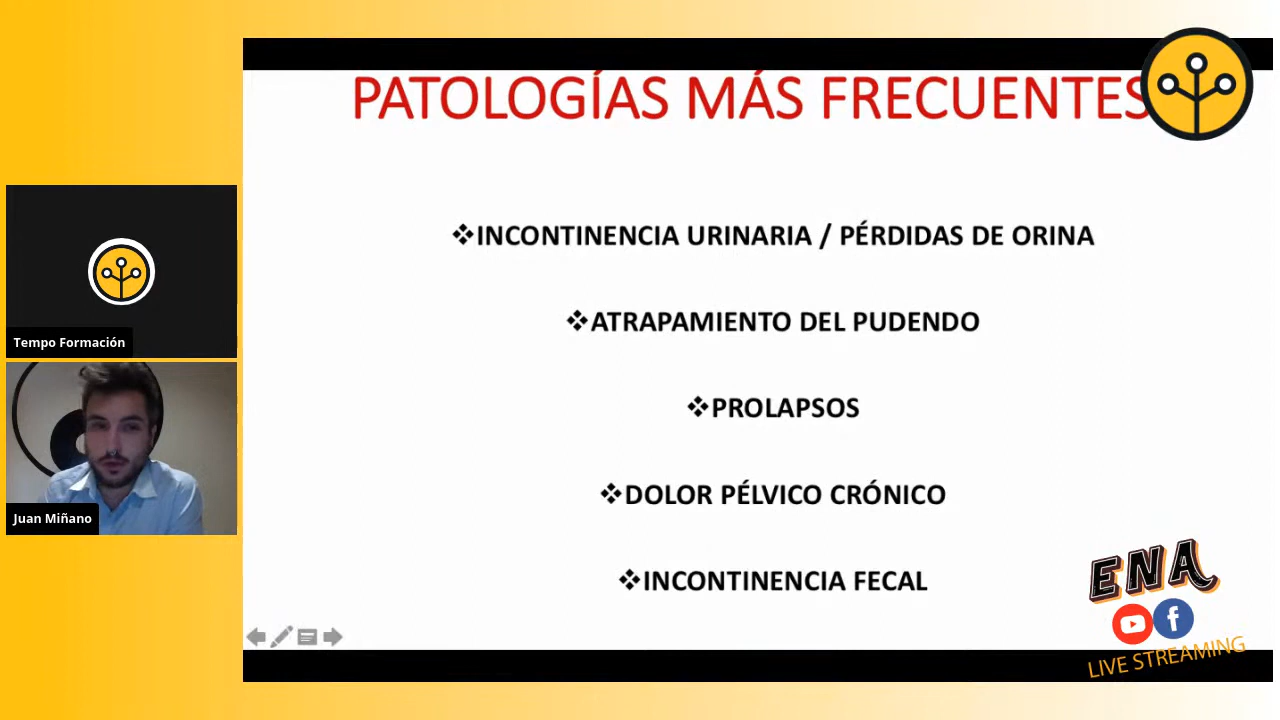 PATOLOGÍAS MÁS FRECUENTES
❖INCONTINENCIA URINARIA / PÉRDIDAS DE ORINA
❖ATRAPAMIENTO DEL PUDENDO
❖PROLAPSOS
❖DOLOR PÉLVICO CRÓNICO
❖INCONTINENCIA FECAL
Tempo Formación
Juan Miñano
ENA
LIVE STREAMING